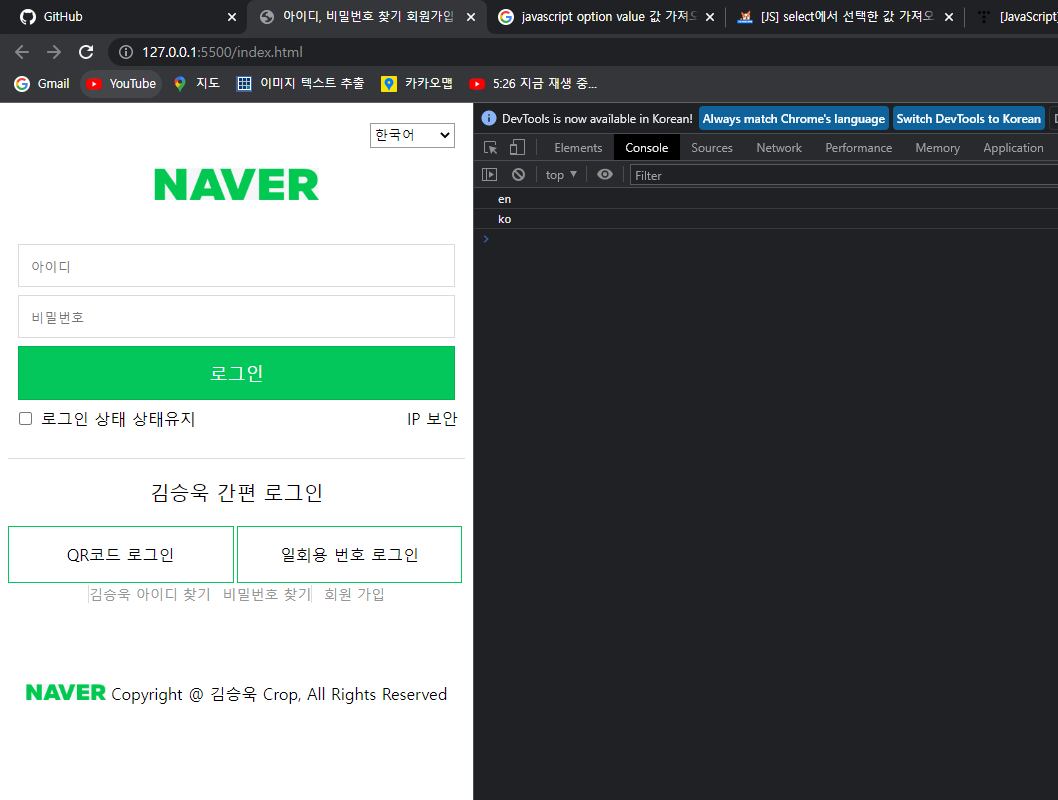 GitHub
아이디, 비밀번호 찾기 회원가입
javascript option value 값 가져오
[JS] select에서 선택한 값 가져오
[JavaScript]
127.0.0.1:5500/index.html
Gmail YouTube 지도 이미지 텍스트 추출 카카오맵 5:26 지금 재생 중...
한국어
NAVER
아이디
비밀번호
로그인
로그인 상태 상태유지 IP 보안
김승욱 간편 로그인
QR코드 로그인 일회용 번호 로그인
김승욱 아이디 찾기 비밀번호 찾기 회원 가입
NAVER Copyright @ 김승욱 Crop, All Rights Reserved
DevTools is now available in Korean! Always match Chrome's language Switch DevTools to Korean
Elements Console Sources Network Performance Memory Application
top Filter
en
ko